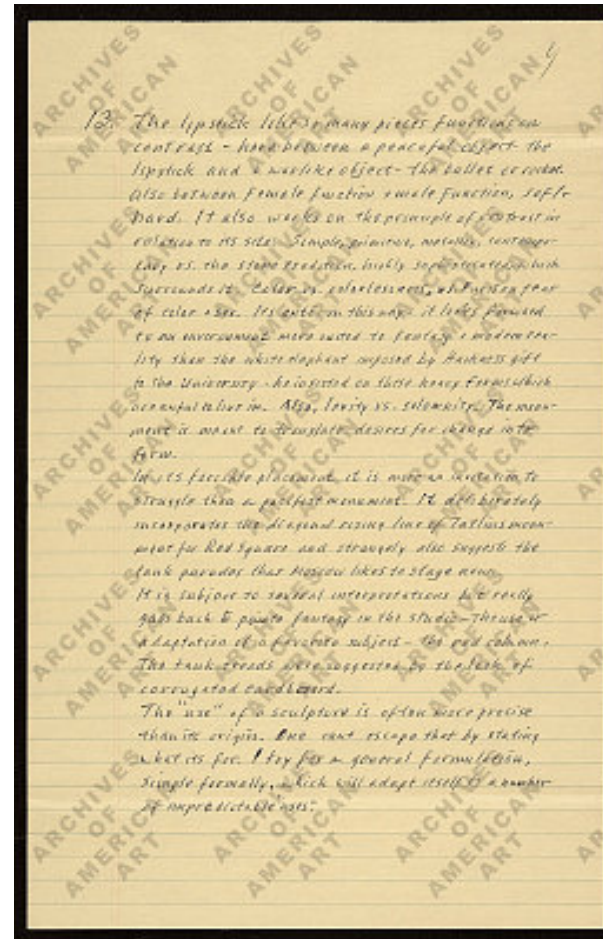 9
13. The lipstick like so many pieces functions on
contrast - here between a peaceful object - the
lipstick and a warlike object - the bullet or rocket.
Also between female function + male function, soft +
hard. It also works on the principle of contrast in
relation to its site. Simple, primitive, metallic, contempo-
rary vs. the stone tradition, highly sophisticated which
surrounds it. Color vs. colorlessness, which is a fear
of color + sex. Its out in this way - it looks forward
to an environment more suited to fantasy + modern rea-
lity than the white elephant imposed by Harkness gift
to the University - he insisted on these heavy forms which
are awful to live in. Also, levity vs. solemnity. The monu-
ment is meant to translate desires for change into
form.
In its forcible placement, it is more an invitation to
struggle than a pacifist monument. It deliberately
incorporates the diagonal rising line of Tatlins monu-
ment for Red Square and strangely also suggests the
tank parades that Moscow likes to stage now.
It is subject to several interpretations but really
goes back to private fantasy in the studio - The use or
adaptation of a favorite subject - the red column.
The tank treads were suggested by the look of
corrugated cardboard.
The "use" of a sculpture is often more precise
than its origin. One cant escape that by stating
what its for. I try for a general formulation,
simple formally, which will adapt itself to a number
of unpredictable uses.
ARCHIVES
OF
AMERICAN
ART